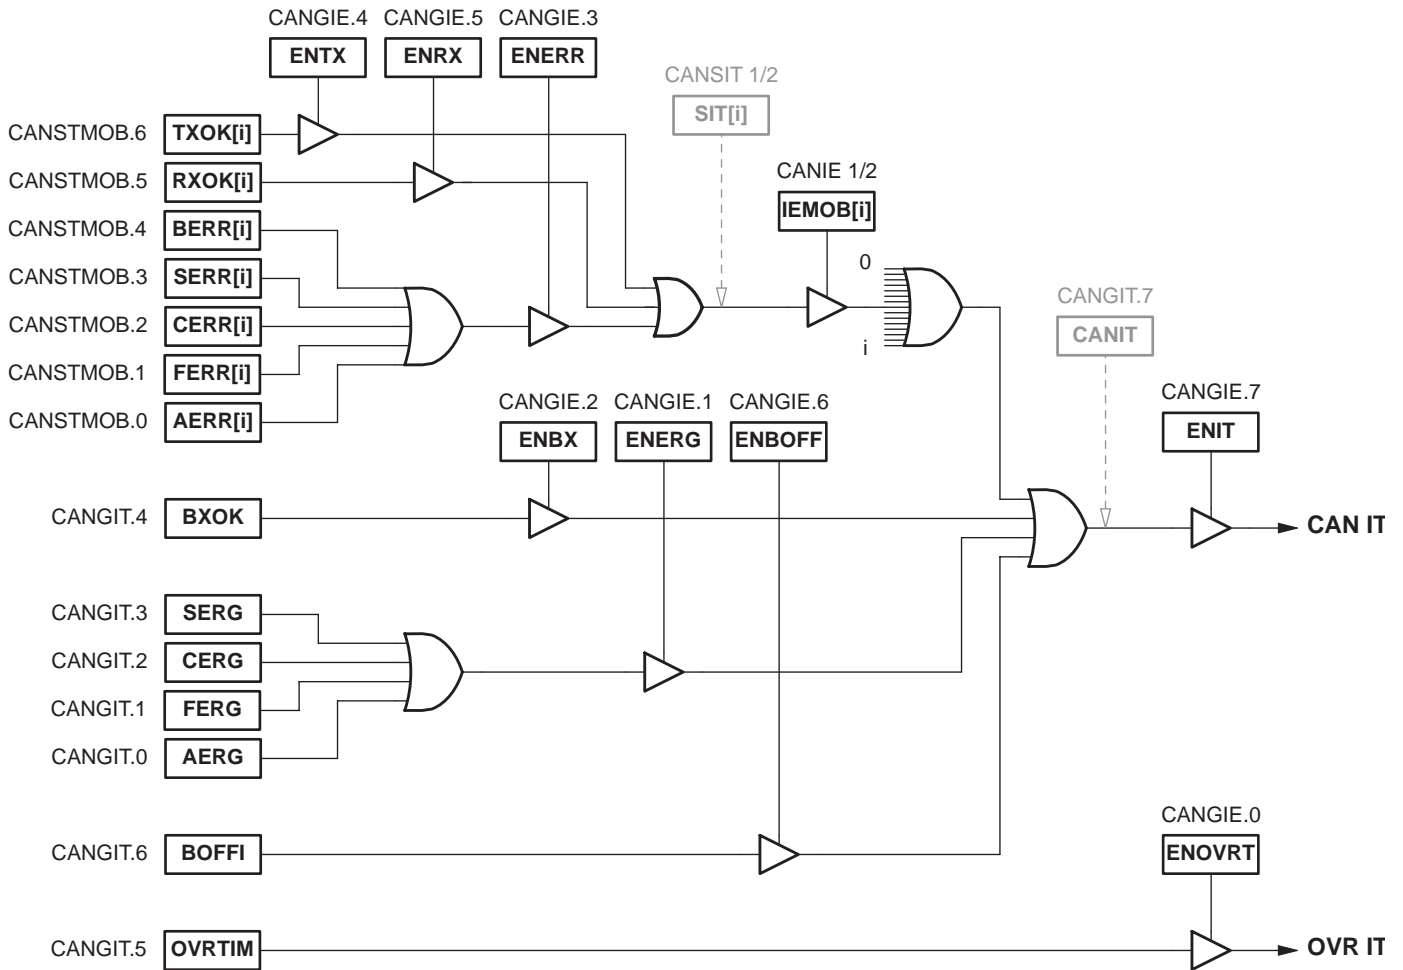 CANGIE.4 CANGIE.5 CANGIE.3
ENTX ENRX ENERR
CANSIT 1/2
SIT[i]
CANSTMOB.6 TXOK[i]
CANIE 1/2
CANSTMOB.5 RXOK[i]
IEMOB[i]
CANSTMOB.4 BERR[i]
0
CANSTMOB.3 SERR[i]
CANGIT.7
CANSTMOB.2 CERR[i]
CANIT
i
CANSTMOB.1 FERR[i]
CANGIE.7
CANGIE.2 CANGIE.1 CANGIE.6
CANSTMOB.0 AERR[i]
ENIT
ENBX ENERG ENBOFF
CANGIT.4 BXOK
CAN IT
CANGIT.3 SERG
CANGIT.2 CERG
CANGIT.1 FERG
CANGIT.0 AERG
CANGIE.0
CANGIT.6 BOFFI
ENOVRT
CANGIT.5 OVRTIM
OVR IT